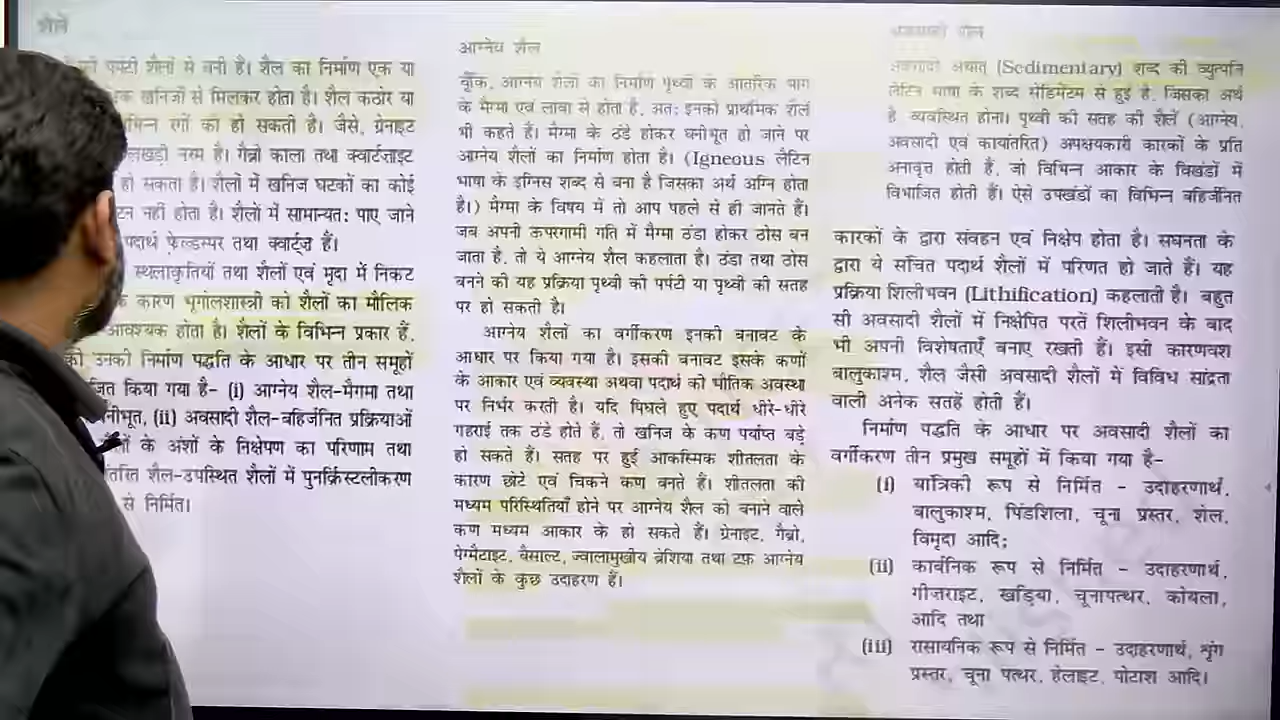 शैलें
पर्पटी शैलों से बनी है। शैल का निर्माण एक या
खनिजों से मिलकर होता है। शैल कठोर या
रंगों की हो सकती है। जैसे, ग्रेनाइट
नरम है। गैब्रो काला तथा क्वार्टज़ाइट
हो सकता है। शैलों में खनिज घटकों का कोई
नहीं होता है। शैलों में सामान्यत: पाए जाने
पदार्थ फ़ेल्डस्पर तथा क्वार्ट्ज़ हैं।
स्थलाकृतियों तथा शैलों एवं मृदा में निकट
के कारण भूगोलशास्त्री को शैलों का मौलिक
आवश्यक होता है। शैलों के विभिन्न प्रकार हैं,
उनकी निर्माण पद्धति के आधार पर तीन समूहों
किया गया है- (i) आग्नेय शैल-मैगमा तथा
(ii) अवसादी शैल-बहिर्जनित प्रक्रियाओं
के अंशों के निक्षेपण का परिणाम तथा
शैल-उपस्थित शैलों में पुनर्क्रिस्टलीकरण
से निर्मित।
आग्नेय शैल
चूँकि, आग्नेय शैलों का निर्माण पृथ्वी के आंतरिक भाग
के मैग्मा एवं लावा से होता है, अत: इनको प्राथमिक शैलें
भी कहते हैं। मैग्मा के ठंडे होकर घनीभूत हो जाने पर
आग्नेय शैलों का निर्माण होता है। (Igneous लैटिन
भाषा के इग्निस शब्द से बना है जिसका अर्थ अग्नि होता
है।) मैग्मा के विषय में तो आप पहले से ही जानते हैं।
जब अपनी ऊपरगामी गति में मैग्मा ठंडा होकर ठोस बन
जाता है, तो ये आग्नेय शैल कहलाता है। ठंडा तथा ठोस
बनने की यह प्रक्रिया पृथ्वी की पर्पटी या पृथ्वी की सतह
पर हो सकती है।
आग्नेय शैलों का वर्गीकरण इनकी बनावट के
आधार पर किया गया है। इसकी बनावट इसके कणों
के आकार एवं व्यवस्था अथवा पदार्थ की भौतिक अवस्था
पर निर्भर करती है। यदि पिघले हुए पदार्थ धीरे-धीरे
गहराई तक ठंडे होते हैं, तो खनिज के कण पर्याप्त बड़े
हो सकते हैं। सतह पर हुई आकस्मिक शीतलता के
कारण छोटे एवं चिकने कण बनते हैं। शीतलता की
मध्यम परिस्थितियाँ होने पर आग्नेय शैल को बनाने वाले
कण मध्यम आकार के हो सकते हैं। ग्रेनाइट, गैब्रो,
पेग्मैटाइट, बैसाल्ट, ज्वालामुखीय ब्रेशिया तथा टफ़ आग्नेय
शैलों के कुछ उदाहरण हैं।
अवसादी शैल
अवसादी अर्थात् (Sedimentary) शब्द की व्युत्पत्ति
लैटिन भाषा के शब्द सेडिमेंटम से हुई है, जिसका अर्थ
है व्यवस्थित होना। पृथ्वी की सतह की शैलें (आग्नेय,
अवसादी एवं कायांतरित) अपक्षयकारी कारकों के प्रति
अनावृत होती हैं, जो विभिन्न आकार के विखंडों में
विभाजित होती हैं। ऐसे उपखंडों का विभिन्न बहिर्जनित
कारकों के द्वारा संवहन एवं निक्षेप होता है। सघनता के
द्वारा ये संचित पदार्थ शैलों में परिणत हो जाते हैं। यह
प्रक्रिया शिलीभवन (Lithification) कहलाती है। बहुत
सी अवसादी शैलों में निक्षेपित परतें शिलीभवन के बाद
भी अपनी विशेषताएँ बनाए रखती हैं। इसी कारणवश
बालुकाश्म, शैल जैसी अवसादी शैलों में विविध सांद्रता
वाली अनेक सतहें होती हैं।
निर्माण पद्धति के आधार पर अवसादी शैलों का
वर्गीकरण तीन प्रमुख समूहों में किया गया है-
(i) यांत्रिकी रूप से निर्मित - उदाहरणार्थ,
बालुकाश्म, पिंडशिला, चूना प्रस्तर, शेल,
विमृदा आदि;
(ii) कार्बनिक रूप से निर्मित - उदाहरणार्थ,
गीज़राइट, खड़िया, चूनापत्थर, कोयला,
आदि तथा
(iii) रासायनिक रूप से निर्मित - उदाहरणार्थ, शृंग
प्रस्तर, चूना पत्थर, हेलाइट, पोटाश आदि।